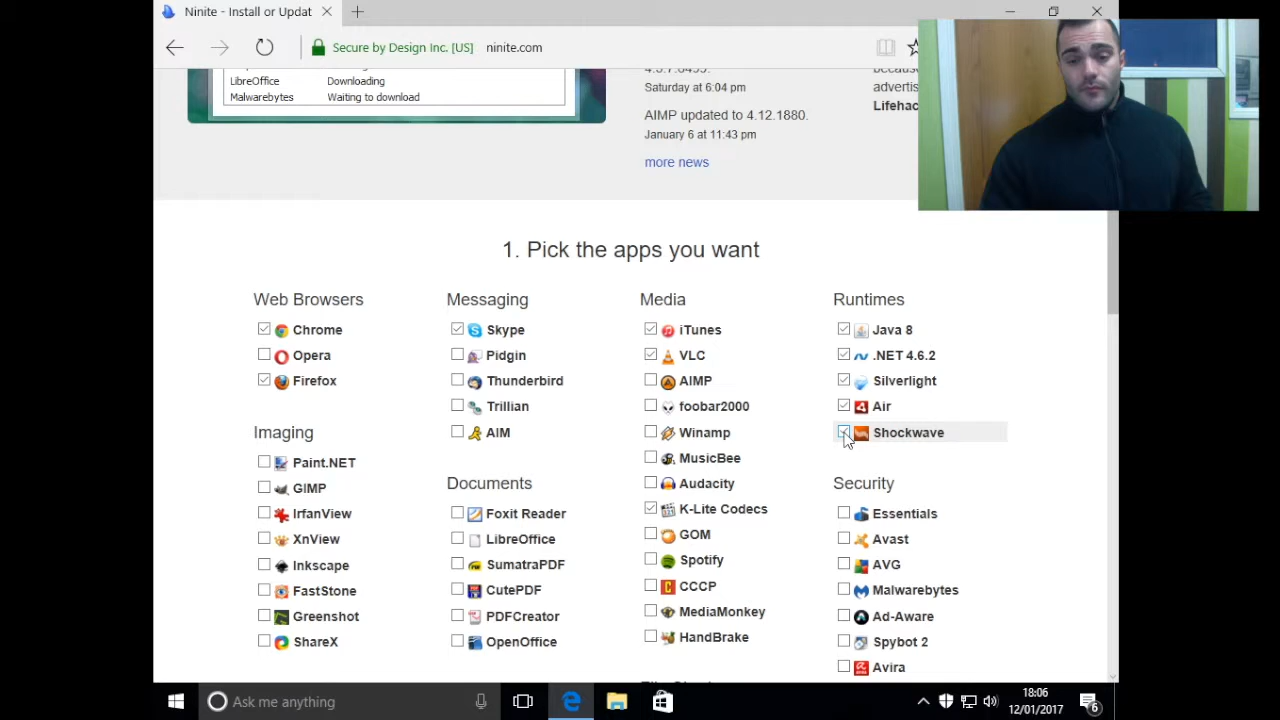 Ninite - Install or Updat
Secure by Design Inc. [US] ninite.com
LibreOffice Downloading
Malwarebytes Waiting to download
Saturday at 6:04 pm
AIMP updated to 4.12.1880.
January 6 at 11:43 pm
more news
Lifehac
1. Pick the apps you want
Web Browsers
Chrome
Opera
Firefox
Imaging
Paint.NET
GIMP
IrfanView
XnView
Inkscape
FastStone
Greenshot
ShareX
Messaging
Skype
Pidgin
Thunderbird
Trillian
AIM
Documents
Foxit Reader
LibreOffice
SumatraPDF
CutePDF
PDFCreator
OpenOffice
Media
iTunes
VLC
AIMP
foobar2000
Winamp
MusicBee
Audacity
K-Lite Codecs
GOM
Spotify
CCCP
MediaMonkey
HandBrake
Runtimes
Java 8
.NET 4.6.2
Silverlight
Air
Shockwave
Security
Essentials
Avast
AVG
Malwarebytes
Ad-Aware
Spybot 2
Avira
Ask me anything
18:06
12/01/2017
6